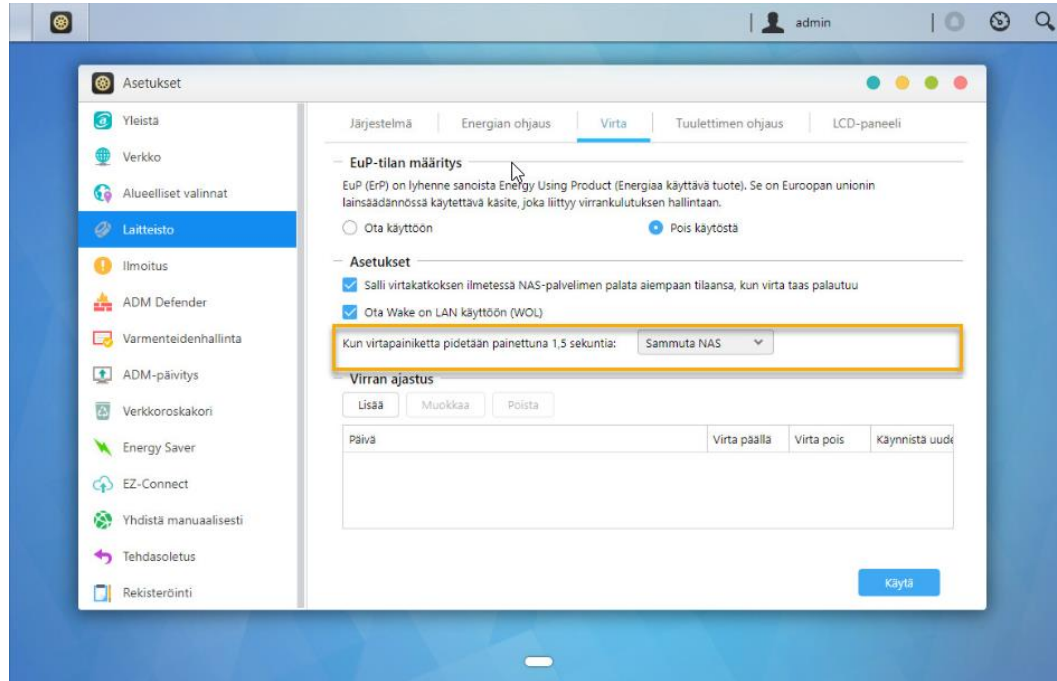 admin
Asetukset
Yleistä
Verkko
Alueelliset valinnat
Laitteisto
Ilmoitus
ADM Defender
Varmenteidenhallinta
ADM-päivitys
Verkkoroskakori
Energy Saver
EZ-Connect
Yhdistä manuaalisesti
Tehdasoletus
Rekisteröinti
Järjestelmä Energian ohjaus Virta Tuulettimen ohjaus LCD-paneeli
EuP-tilan määritys
EuP (ErP) on lyhenne sanoista Energy Using Product (Energiaa käyttävä tuote). Se on Euroopan unionin
lainsäädännössä käytettävä käsite, joka liittyy virrankulutuksen hallintaan.
Ota käyttöön Pois käytöstä
Asetukset
Salli virtakatkoksen ilmetessä NAS-palvelimen palata aiempaan tilaansa, kun virta taas palautuu
Ota Wake on LAN käyttöön (WOL)
Kun virtapainiketta pidetään painettuna 1,5 sekuntia: Sammuta NAS
Virran ajastus
Lisää Muokkaa Poista
Päivä Virta päällä Virta pois Käynnistä uude
Käytä